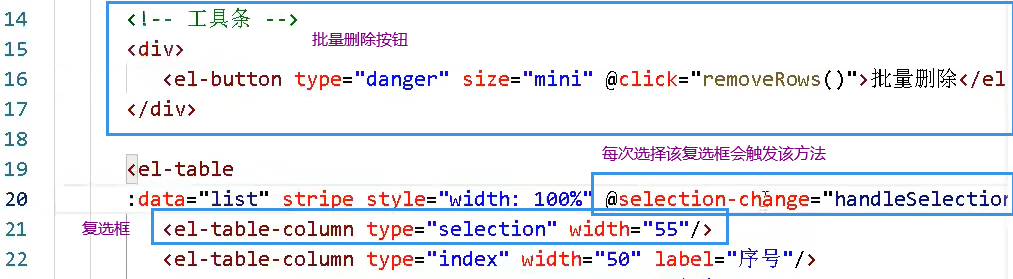 14 <!-- 工具条 -->
15 <div> 批量删除按钮
16 <el-button type="danger" size="mini" @click="removeRows()">批量删除</el
17 </div>
18
19 <el-table 每次选择该复选框会触发该方法
20 :data="list" stripe style="width: 100%" @selection-change="handleSelection
复选框
21 <el-table-column type="selection" width="55"/>
22 <el-table-column type="index" width="50" label="序号"/>